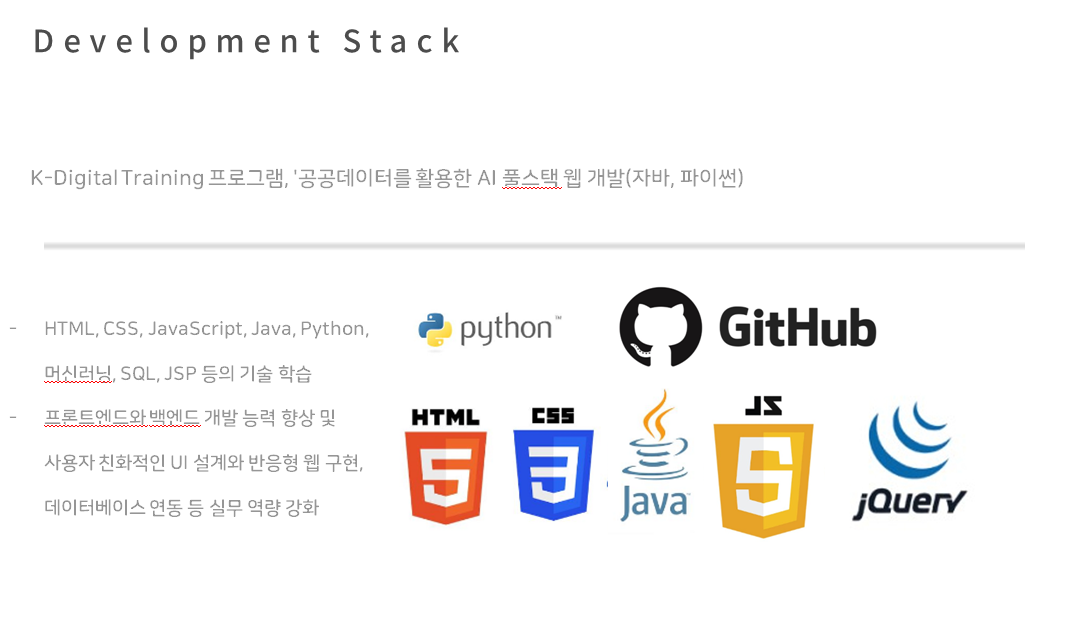 Development Stack
K-Digital Training 프로그램, '공공데이터를 활용한 AI 풀스택 웹 개발(자바, 파이썬)
- HTML, CSS, JavaScript, Java, Python,
머신러닝, SQL, JSP 등의 기술 학습
- 프론트엔드와 백엔드 개발 능력 향상 및
사용자 친화적인 UI 설계와 반응형 웹 구현,
데이터베이스 연동 등 실무 역량 강화
python™
GitHub
HTML
5
CSS
3
Java™
JS
5
jQuery